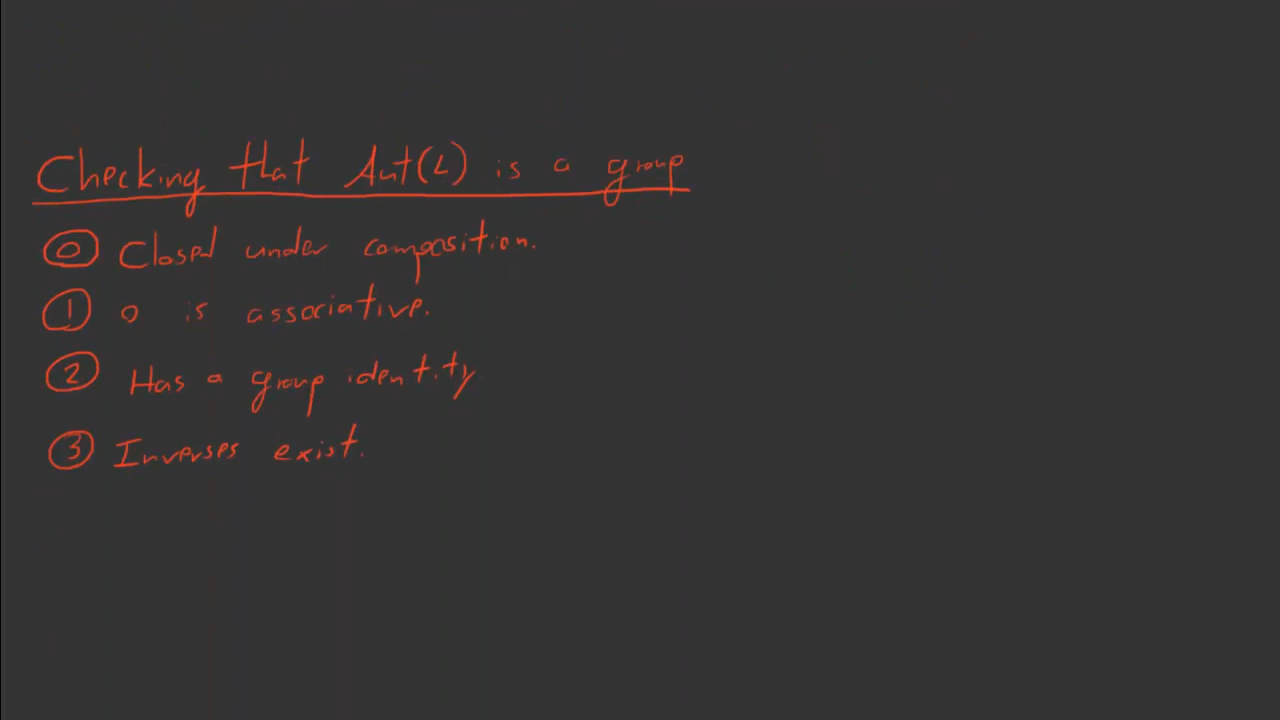 Checking that Aut(L) is a group
⓪ Closed under composition.
① ∘ is associative.
② Has a group identity
③ Inverses exist.